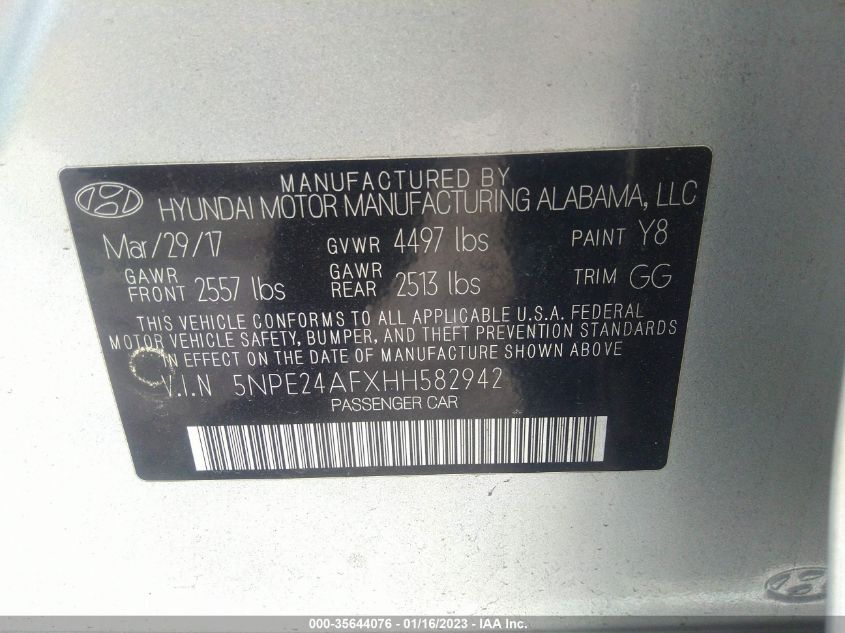 MANUFACTURED BY
HYUNDAI MOTOR MANUFACTURING ALABAMA, LLC
Mar/29/17 GVWR 4497 lbs PAINT Y8
GAWR FRONT 2557 lbs GAWR REAR 2513 lbs TRIM GG
THIS VEHICLE CONFORMS TO ALL APPLICABLE U.S.A. FEDERAL
MOTOR VEHICLE SAFETY, BUMPER, AND THEFT PREVENTION STANDARDS
IN EFFECT ON THE DATE OF MANUFACTURE SHOWN ABOVE
V.I.N 5NPE24AFXHH582942
PASSENGER CAR
000-35644076 - 01/16/2023 - IAA Inc.